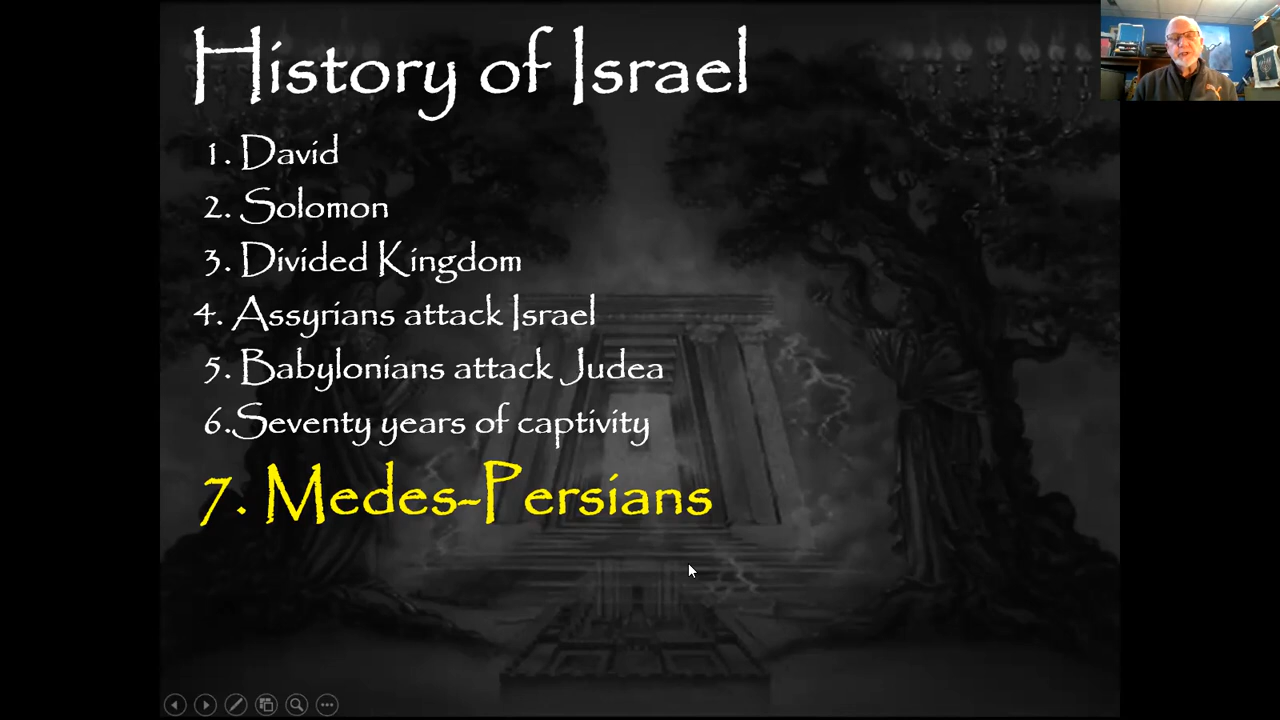 History of Israel
1. David
2. Solomon
3. Divided Kingdom
4. Assyrians attack Israel
5. Babylonians attack Judea
6.Seventy years of captivity
7. Medes-Persians